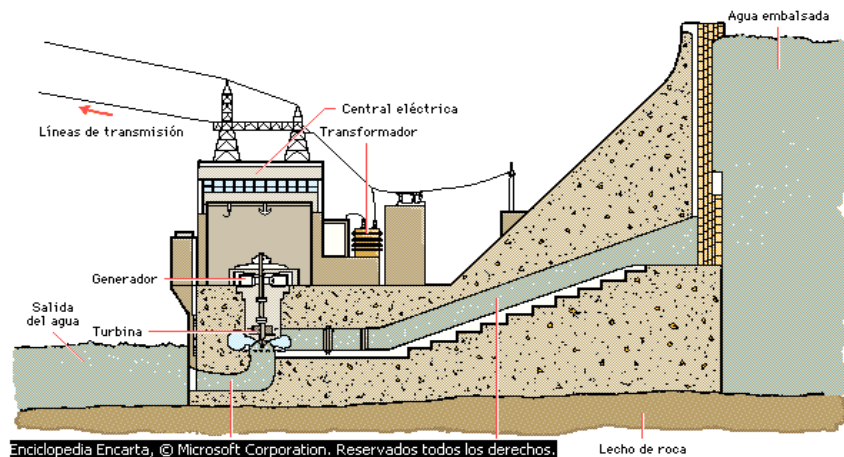 Agua embalsada
Central eléctrica
Líneas de transmisión
Transformador
Generador
Salida
del agua
Turbina
Enciclopedia Encarta, © Microsoft Corporation. Reservados todos los derechos.
Lecho de roca